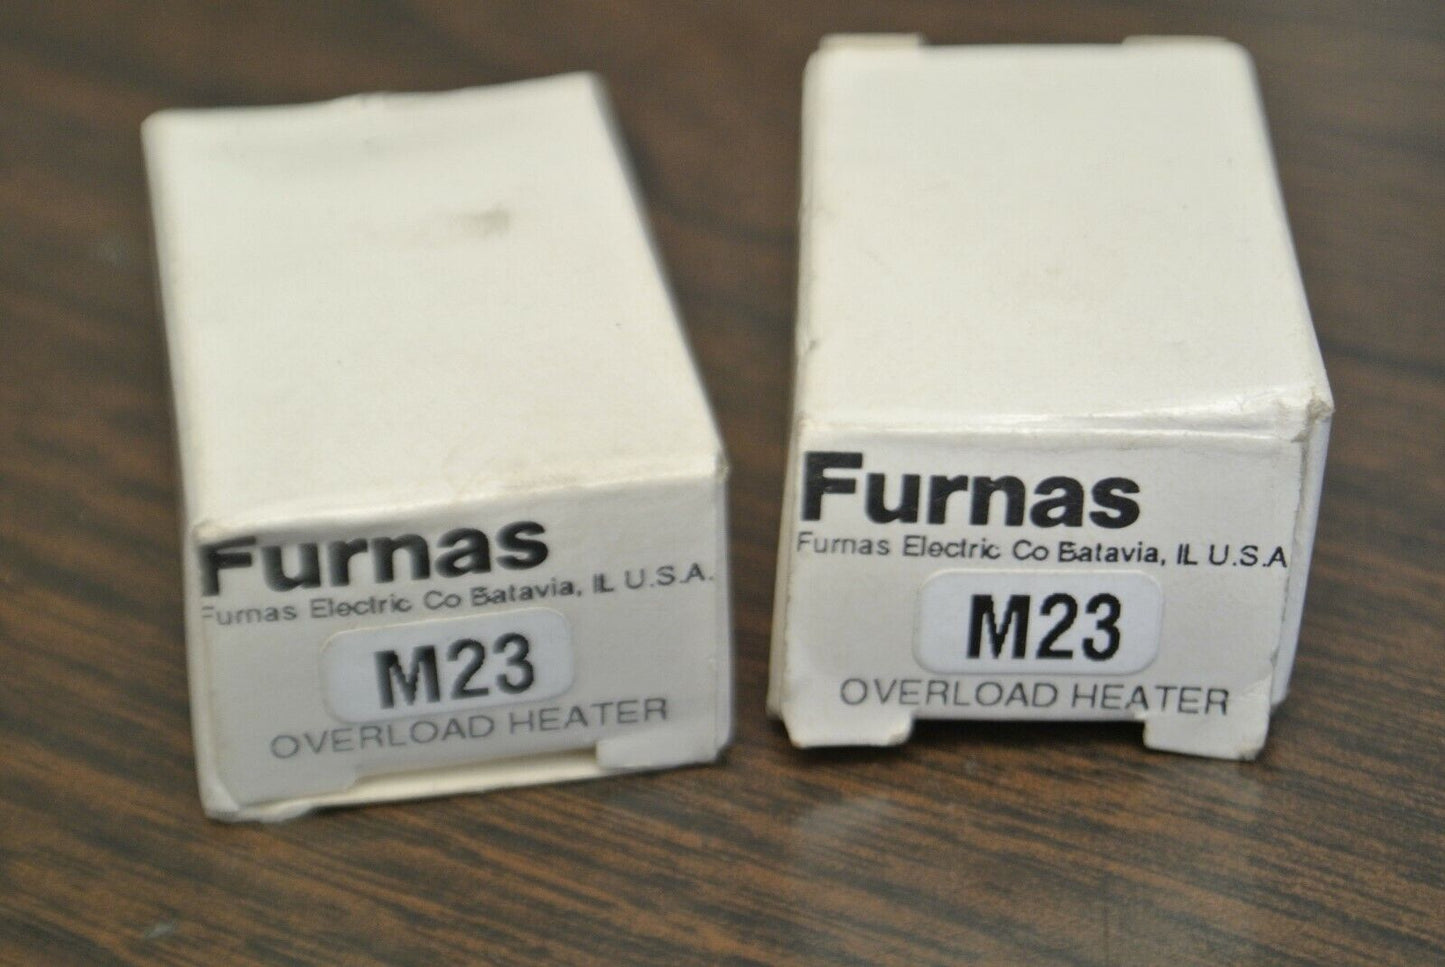 Furnas
Furnas Electric Co Batavia, IL U.S.A.
M23
OVERLOAD HEATER
Furnas
Furnas Electric Co Batavia, IL U.S.A
M23
OVERLOAD HEATER